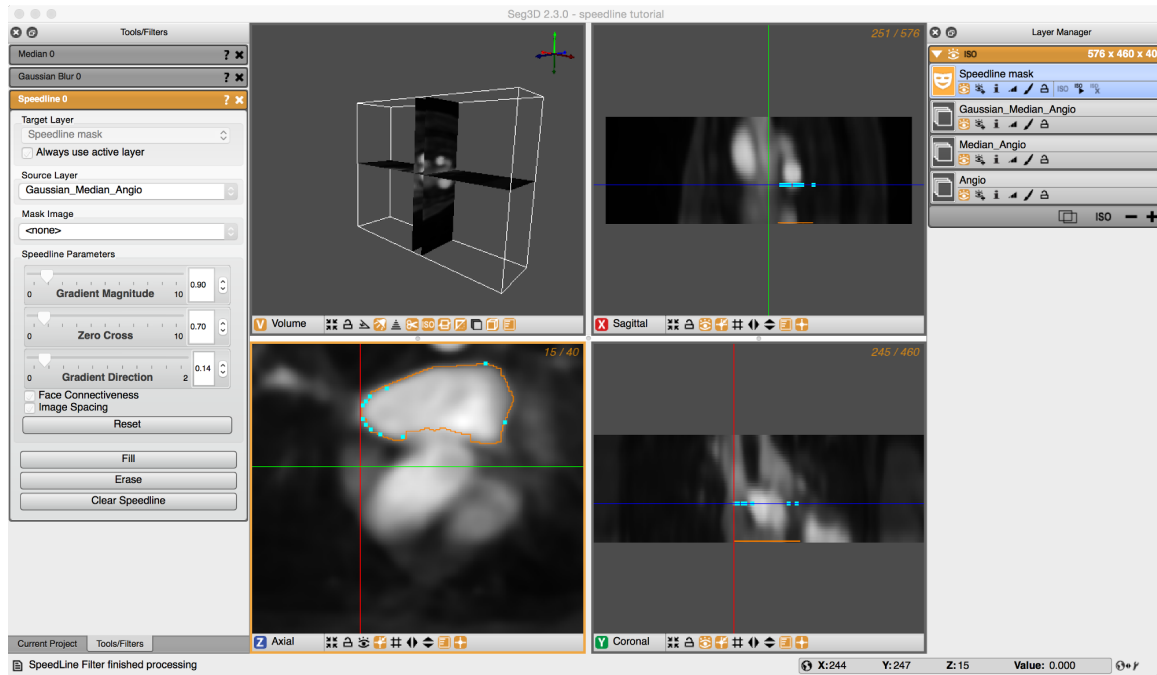 Seg3D 2.3.0 - speedline tutorial
Tools/Filters
Median 0
?
Gaussian Blur 0
?
Speedline 0
?
Target Layer
Speedline mask
Always use active layer
Source Layer
Gaussian_Median_Angio
Mask Image
<none>
Speedline Parameters
0 Gradient Magnitude 10 0.90
0 Zero Cross 10 0.70
0 Gradient Direction 2 0.14
Face Connectiveness
Image Spacing
Reset
Fill
Erase
Clear Speedline
Current Project Tools/Filters
SpeedLine Filter finished processing
V Volume ISO
251 / 576
X Sagittal
15 / 40
Z Axial
245 / 460
Y Coronal
Layer Manager
ISO 576 x 460 x 40
Speedline mask
ISO ISO ISO
Gaussian_Median_Angio
Median_Angio
Angio
ISO
X:244 Y:247 Z:15 Value: 0.000